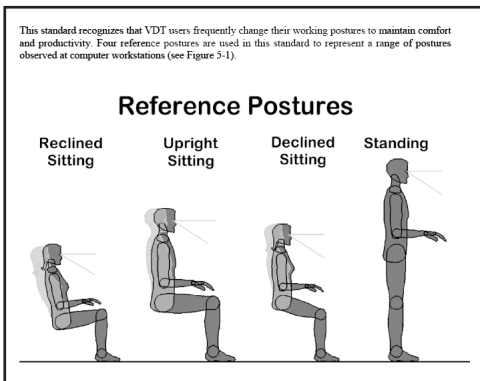 This standard recognizes that VDT users frequently change their working postures to maintain comfort
and productivity. Four reference postures are used in this standard to represent a range of postures
observed at computer workstations (see Figure 5-1).
Reference Postures
Reclined Sitting
Upright Sitting
Declined Sitting
Standing